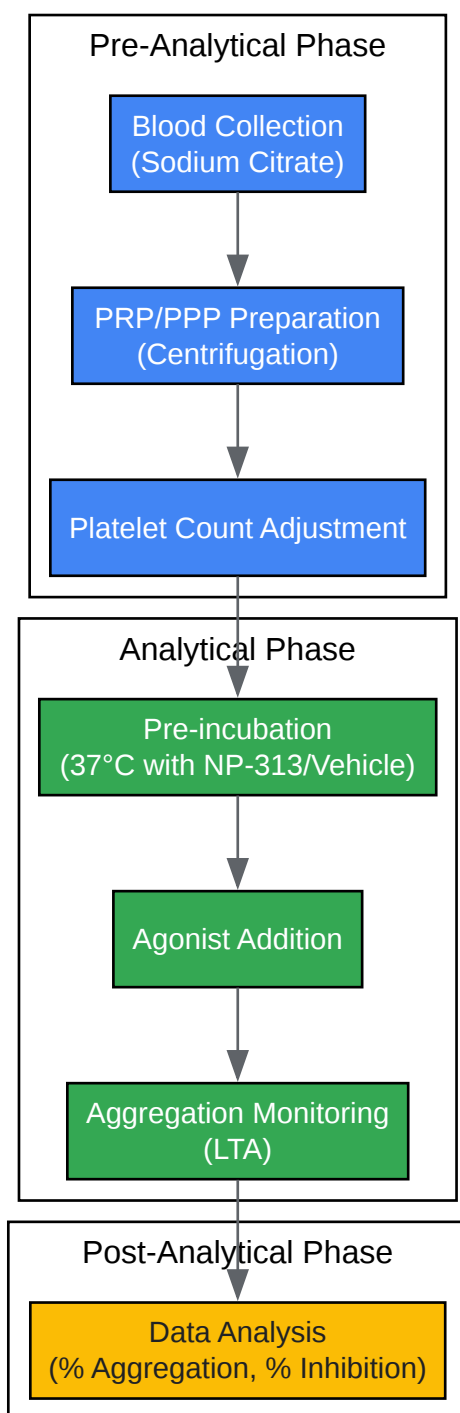 Pre-Analytical Phase
Blood Collection
(Sodium Citrate)
PRP/PPP Preparation
(Centrifugation)
Platelet Count Adjustment
Analytical Phase
Pre-incubation
(37°C with NP-313/Vehicle)
Agonist Addition
Aggregation Monitoring
(LTA)
Post-Analytical Phase
Data Analysis
(% Aggregation, % Inhibition)